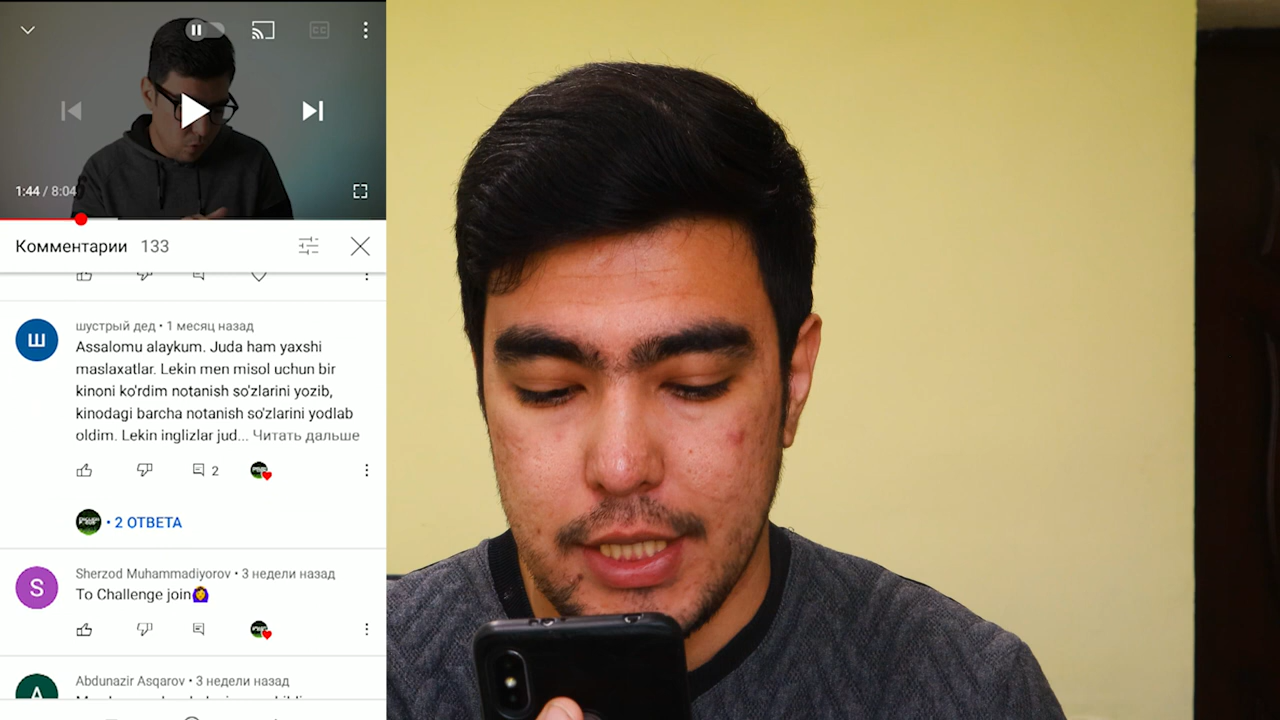 1:44 / 8:04
Комментарии 133
шустрый дед • 1 месяц назад
Assalomu alaykum. Juda ham yaxshi
maslaxatlar. Lekin men misol uchun bir
kinoni ko'rdim notanish so'zlarini yozib,
kinodagi barcha notanish so'zlarini yodlab
oldim. Lekin inglizlar jud... Читать дальше
2
• 2 ОТВЕТА
Sherzod Muhammadiyorov • 3 недели назад
To Challenge join🙆‍♀️
Abdunazir Asqarov • 3 недели назад